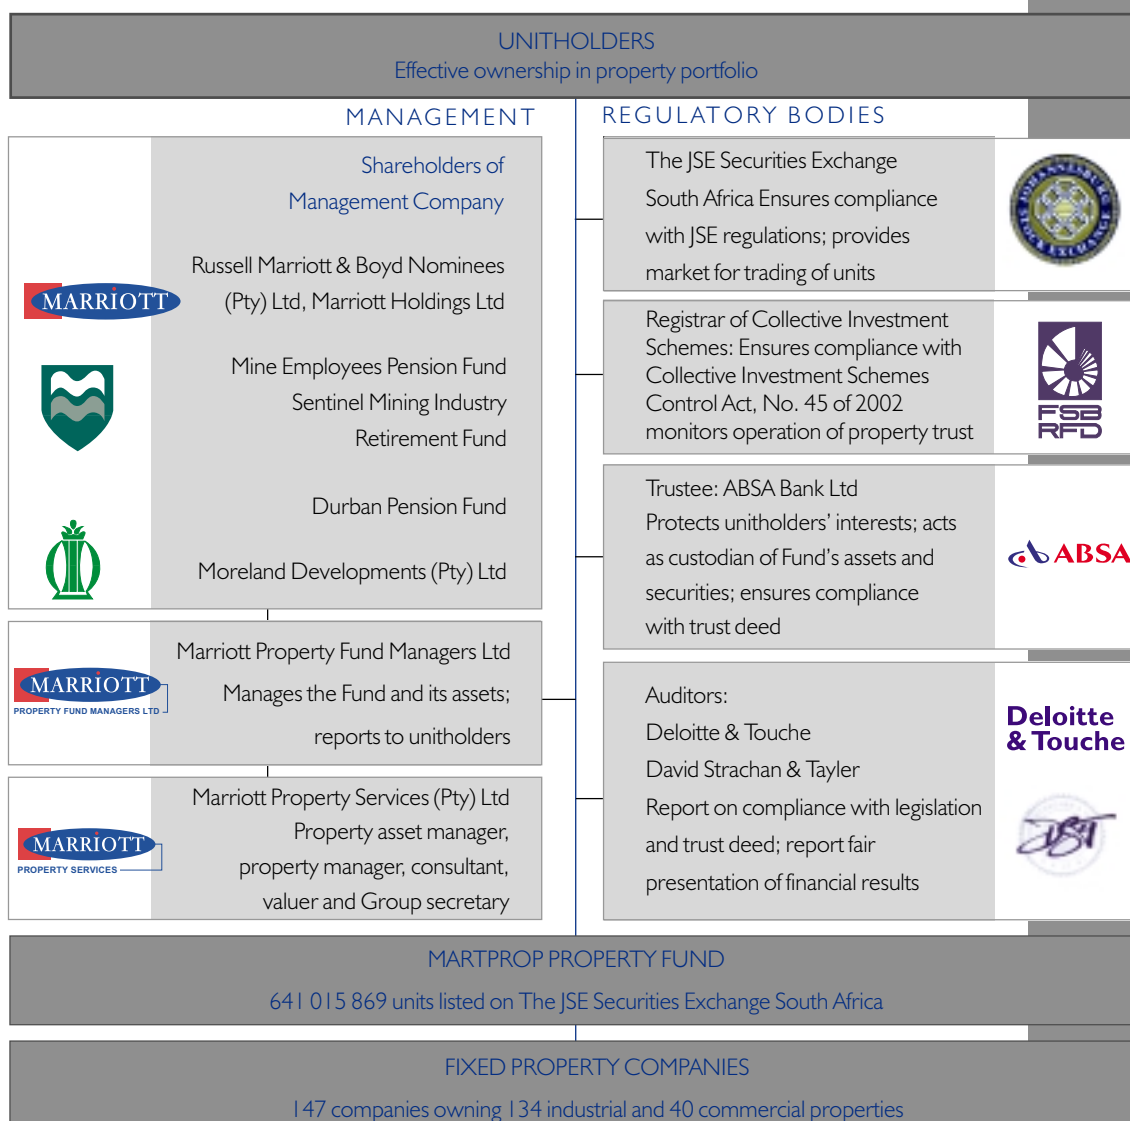 UNITHOLDERS
Effective ownership in property portfolio
MANAGEMENT
Shareholders of
Management Company
MARRIOTT
Russell Marriott & Boyd Nominees
(Pty) Ltd, Marriott Holdings Ltd
Mine Employees Pension Fund
Sentinel Mining Industry
Retirement Fund
Durban Pension Fund
Moreland Developments (Pty) Ltd
MARRIOTT
PROPERTY FUND MANAGERS LTD
Marriott Property Fund Managers Ltd
Manages the Fund and its assets;
reports to unitholders
MARRIOTT
PROPERTY SERVICES
Marriott Property Services (Pty) Ltd
Property asset manager,
property manager, consultant,
valuer and Group secretary
REGULATORY BODIES
The JSE Securities Exchange
South Africa Ensures compliance
with JSE regulations; provides
market for trading of units
JOHANNESBURG
STOCK EXCHANGE
Registrar of Collective Investment
Schemes: Ensures compliance with
Collective Investment Schemes
Control Act, No. 45 of 2002
monitors operation of property trust
FSB
RFD
Trustee: ABSA Bank Ltd
Protects unitholders’ interests; acts
as custodian of Fund’s assets and
securities; ensures compliance
with trust deed
ABSA
Auditors:
Deloitte & Touche
David Strachan & Tayler
Report on compliance with legislation
and trust deed; report fair
presentation of financial results
Deloitte
& Touche
MARTPROP PROPERTY FUND
641 015 869 units listed on The JSE Securities Exchange South Africa
FIXED PROPERTY COMPANIES
147 companies owning 134 industrial and 40 commercial properties